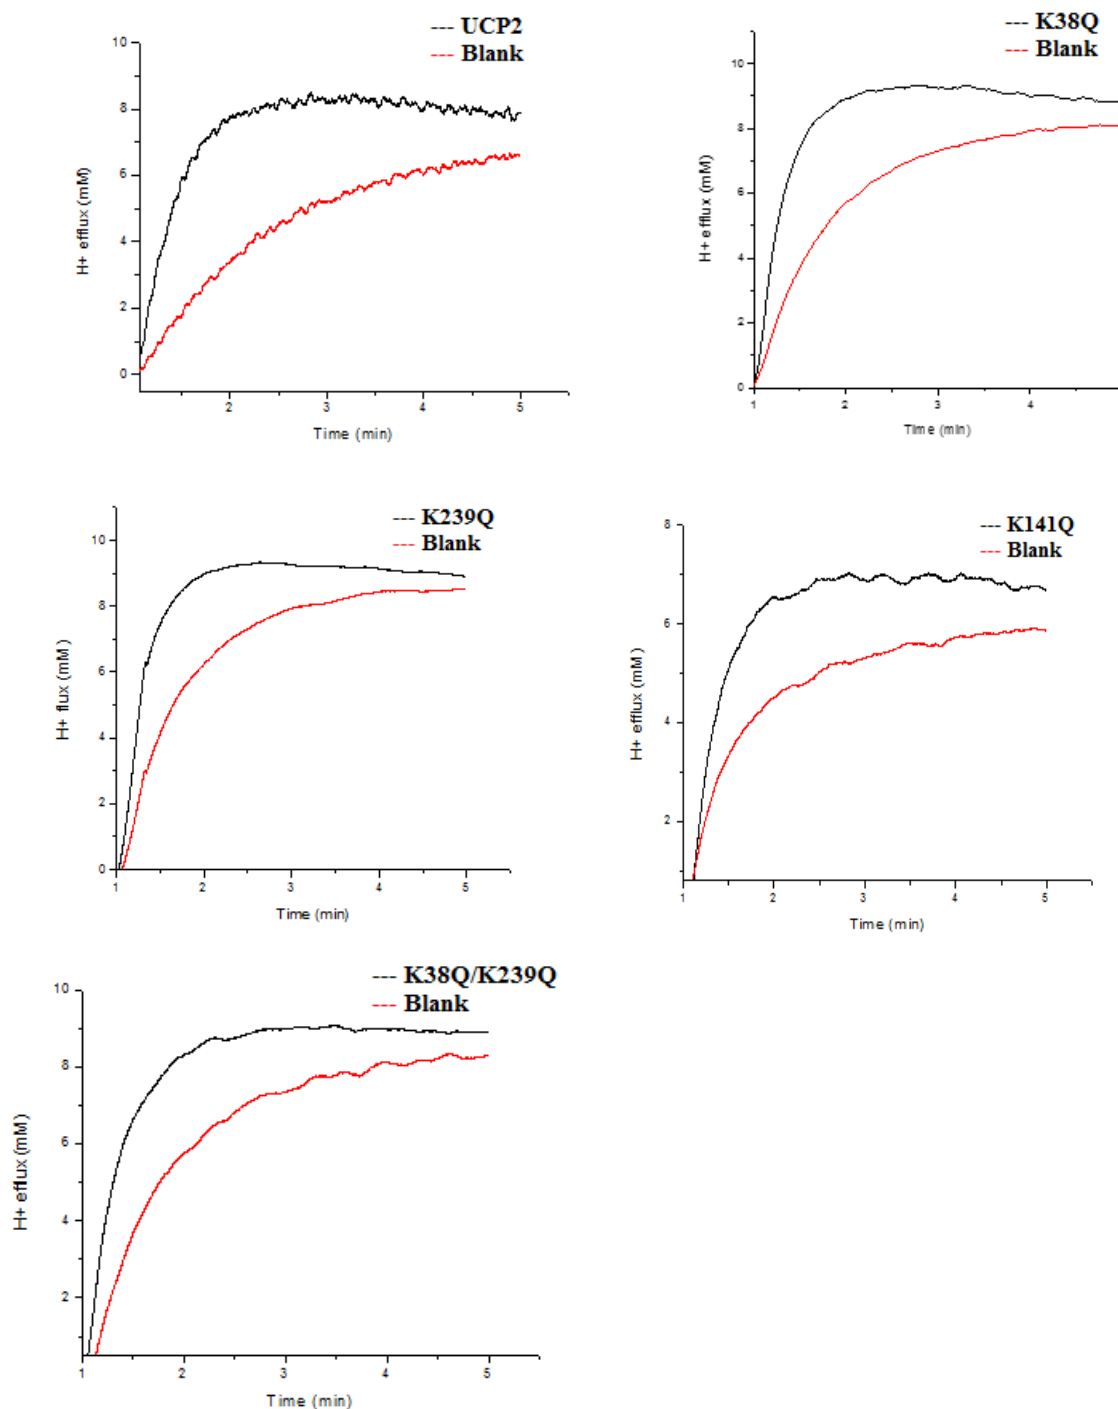 --- UCP2
--- Blank
10
8
6
4
2
0
H+ efflux (mM)
2 3 4 5
Time (min)
--- K38Q
--- Blank
10
8
6
4
2
0
H+ efflux (mM)
1 2 3 4
Time (min)
--- K239Q
--- Blank
10
8
6
4
2
0
H+ flux (mM)
1 2 3 4 5
Time (min)
--- K141Q
--- Blank
8
6
4
2
H+ efflux (mM)
1 2 3 4 5
Time (min)
--- K38Q/K239Q
--- Blank
10
8
6
4
2
H+ efflux (mM)
1 2 3 4 5
Time (min)